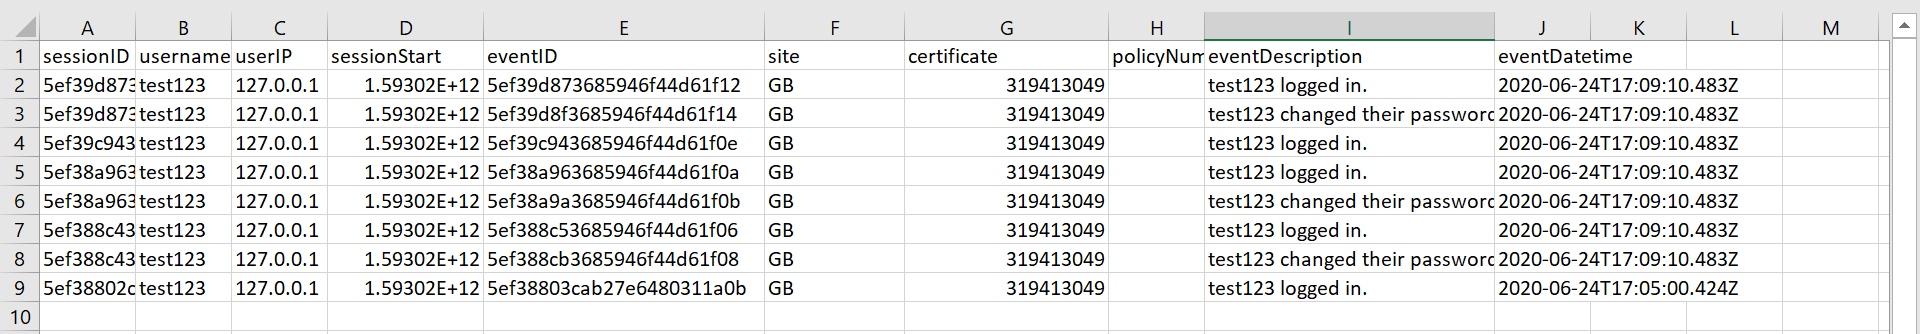 A B C D E F G H I J K L M
1 sessionID username userIP sessionStart eventID site certificate policyNum eventDescription eventDatetime
2 5ef39d873 test123 127.0.0.1 1.59302E+12 5ef39d873685946f44d61f12 GB 319413049 test123 logged in. 2020-06-24T17:09:10.483Z
3 5ef39d873 test123 127.0.0.1 1.59302E+12 5ef39d8f3685946f44d61f14 GB 319413049 test123 changed their password 2020-06-24T17:09:10.483Z
4 5ef39c943 test123 127.0.0.1 1.59302E+12 5ef39c943685946f44d61f0e GB 319413049 test123 logged in. 2020-06-24T17:09:10.483Z
5 5ef38a963 test123 127.0.0.1 1.59302E+12 5ef38a963685946f44d61f0a GB 319413049 test123 logged in. 2020-06-24T17:09:10.483Z
6 5ef38a963 test123 127.0.0.1 1.59302E+12 5ef38a9a3685946f44d61f0b GB 319413049 test123 changed their password 2020-06-24T17:09:10.483Z
7 5ef388c43 test123 127.0.0.1 1.59302E+12 5ef388c53685946f44d61f06 GB 319413049 test123 logged in. 2020-06-24T17:09:10.483Z
8 5ef388c43 test123 127.0.0.1 1.59302E+12 5ef388cb3685946f44d61f08 GB 319413049 test123 changed their password 2020-06-24T17:09:10.483Z
9 5ef38802c test123 127.0.0.1 1.59302E+12 5ef38803cab27e6480311a0b GB 319413049 test123 logged in. 2020-06-24T17:05:00.424Z
10